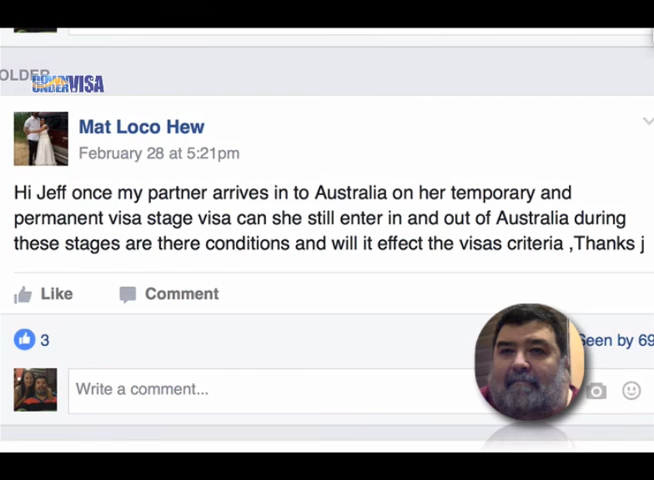 OLDER
DOWN UNDER VISA
Mat Loco Hew
February 28 at 5:21pm
Hi Jeff once my partner arrives in to Australia on her temporary and
permanent visa stage visa can she still enter in and out of Australia during
these stages are there conditions and will it effect the visas criteria ,Thanks j
Like Comment
3 Seen by 69
Write a comment...